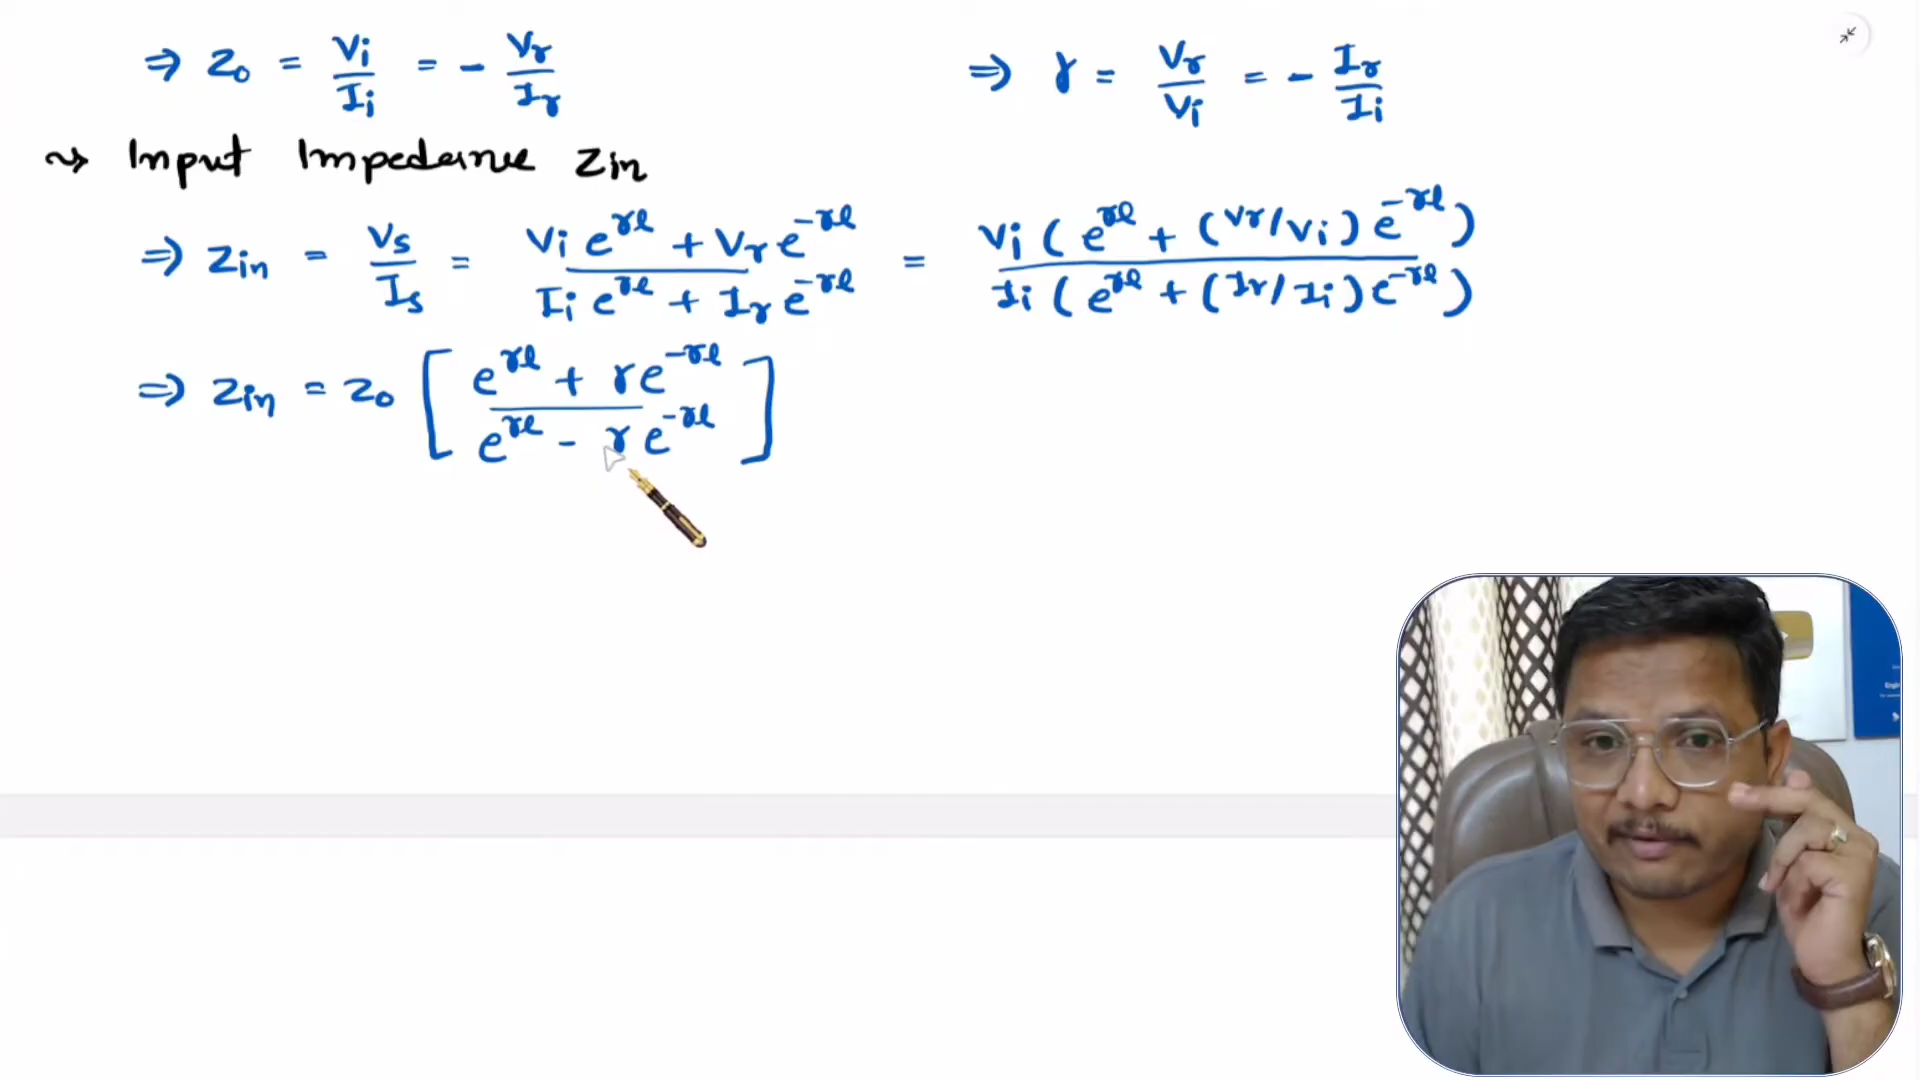 ⇒ Z₀ = Vi/Ii = - Vr/Ir
⇒ γ = Vr/Vi = - Ir/Ii
~> Input Impedance Zin
⇒ Zin = Vs/Is = (Vi e^γl + Vr e^-γl)/(Ii e^γl + Ir e^-γl) = Vi ( e^γl + (Vr/Vi) e^-γl )/Ii ( e^γl + (Ir/Ii) e^-γl )
⇒ Zin = Z₀ [ (e^γl + γe^-γl)/(e^γl - γe^-γl) ]